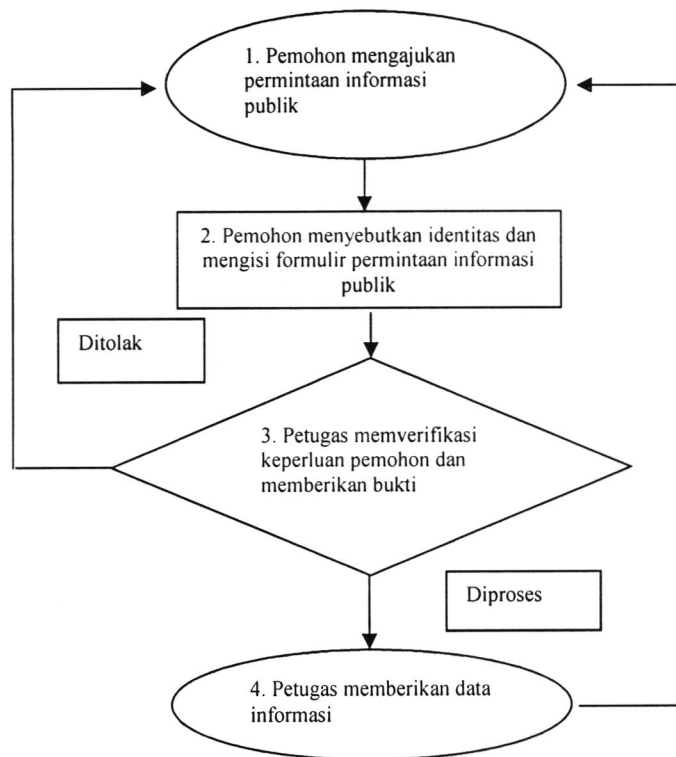 1. Pemohon mengajukan
permintaan informasi
publik
2. Pemohon menyebutkan identitas dan
mengisi formulir permintaan informasi
publik
Ditolak
3. Petugas memverifikasi
keperluan pemohon dan
memberikan bukti
Diproses
4. Petugas memberikan data
informasi